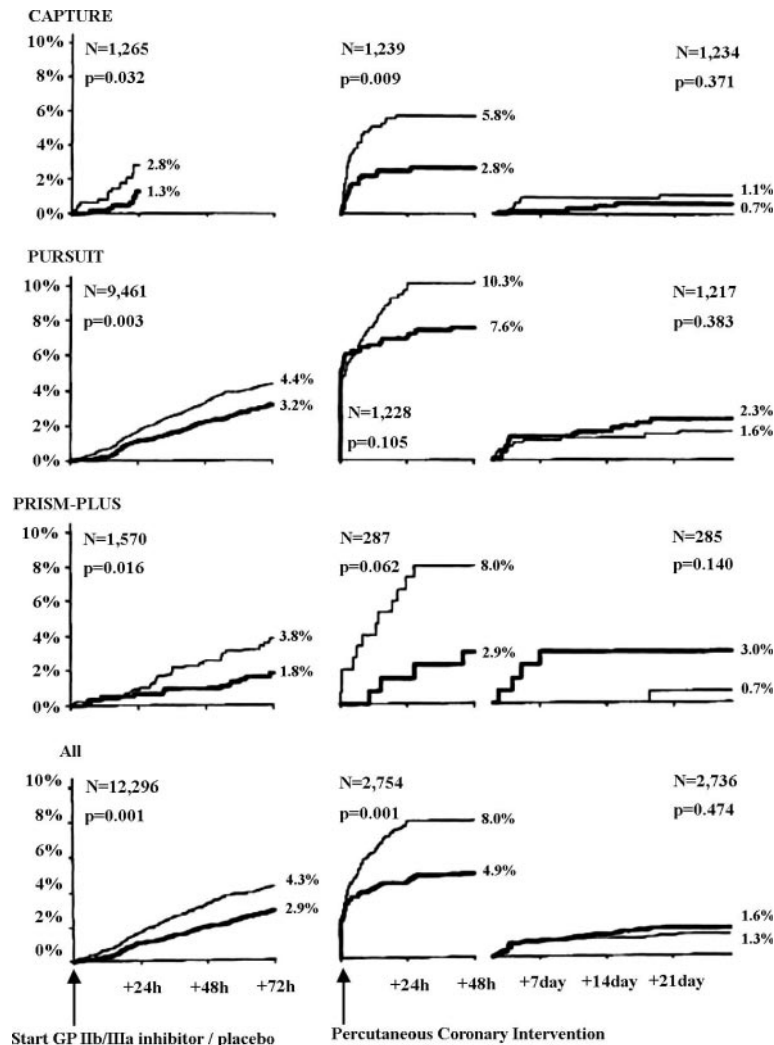 CAPTURE
10%
8%
6%
4%
2%
0%
N=1,265
p=0.032
2.8%
1.3%
N=1,239
p=0.009
5.8%
2.8%
N=1,234
p=0.371
1.1%
0.7%
PURSUIT
10%
8%
6%
4%
2%
0%
N=9,461
p=0.003
4.4%
3.2%
10.3%
7.6%
N=1,228
p=0.105
N=1,217
p=0.383
2.3%
1.6%
PRISM-PLUS
10%
8%
6%
4%
2%
0%
N=1,570
p=0.016
3.8%
1.8%
N=287
p=0.062
8.0%
2.9%
N=285
p=0.140
3.0%
0.7%
All
10%
8%
6%
4%
2%
0%
N=12,296
p=0.001
4.3%
2.9%
N=2,754
p=0.001
8.0%
4.9%
N=2,736
p=0.474
1.6%
1.3%
+24h +48h +72h
+24h +48h
+7day +14day +21day
Start GP IIb/IIIa inhibitor / placebo
Percutaneous Coronary Intervention